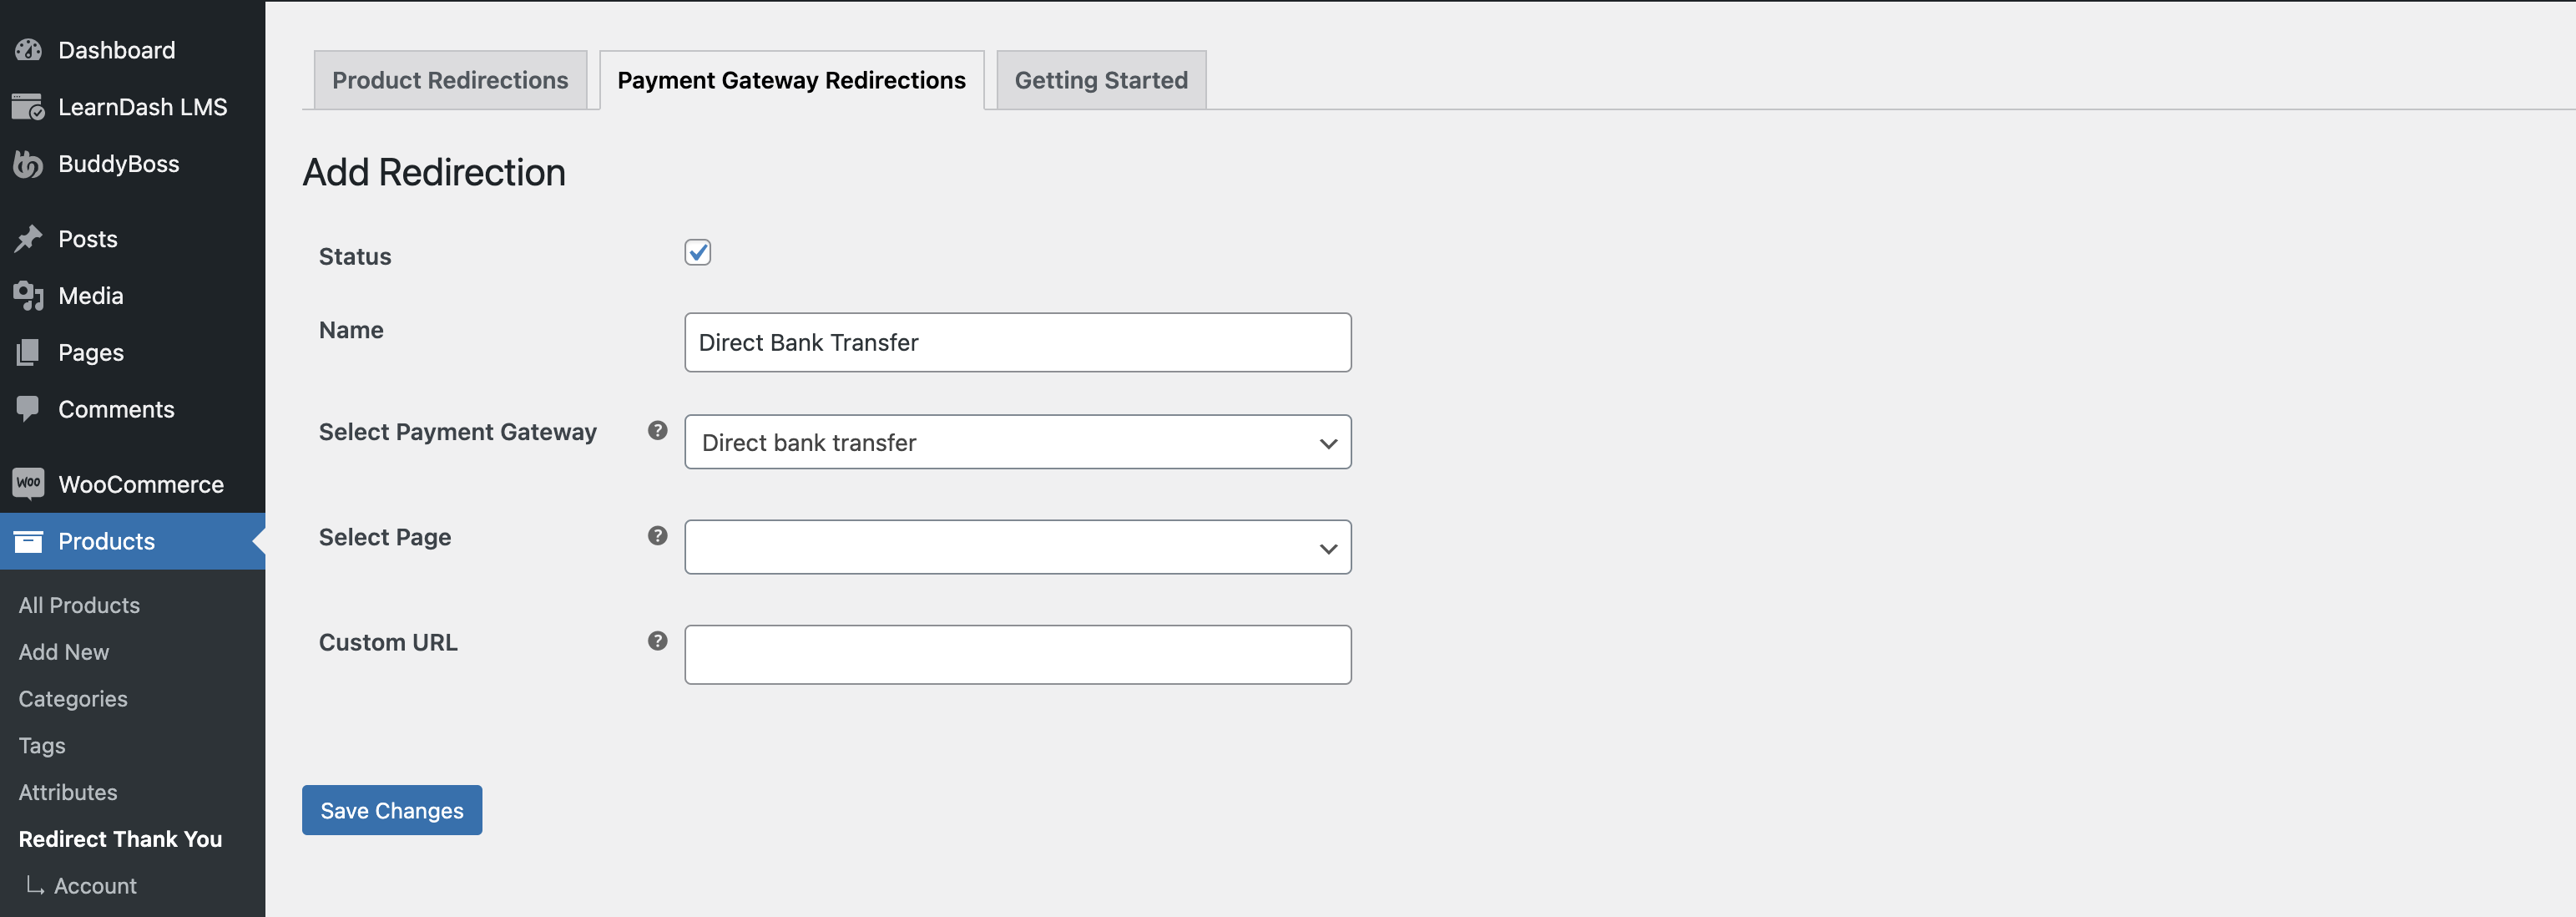 Dashboard
LearnDash LMS
BuddyBoss
Posts
Media
Pages
Comments
Woo WooCommerce
Products
All Products
Add New
Categories
Tags
Attributes
Redirect Thank You
Account
Product Redirections
Payment Gateway Redirections
Getting Started
Add Redirection
Status
Name
Direct Bank Transfer
Select Payment Gateway ?
Direct bank transfer
Select Page ?
Custom URL ?
Save Changes